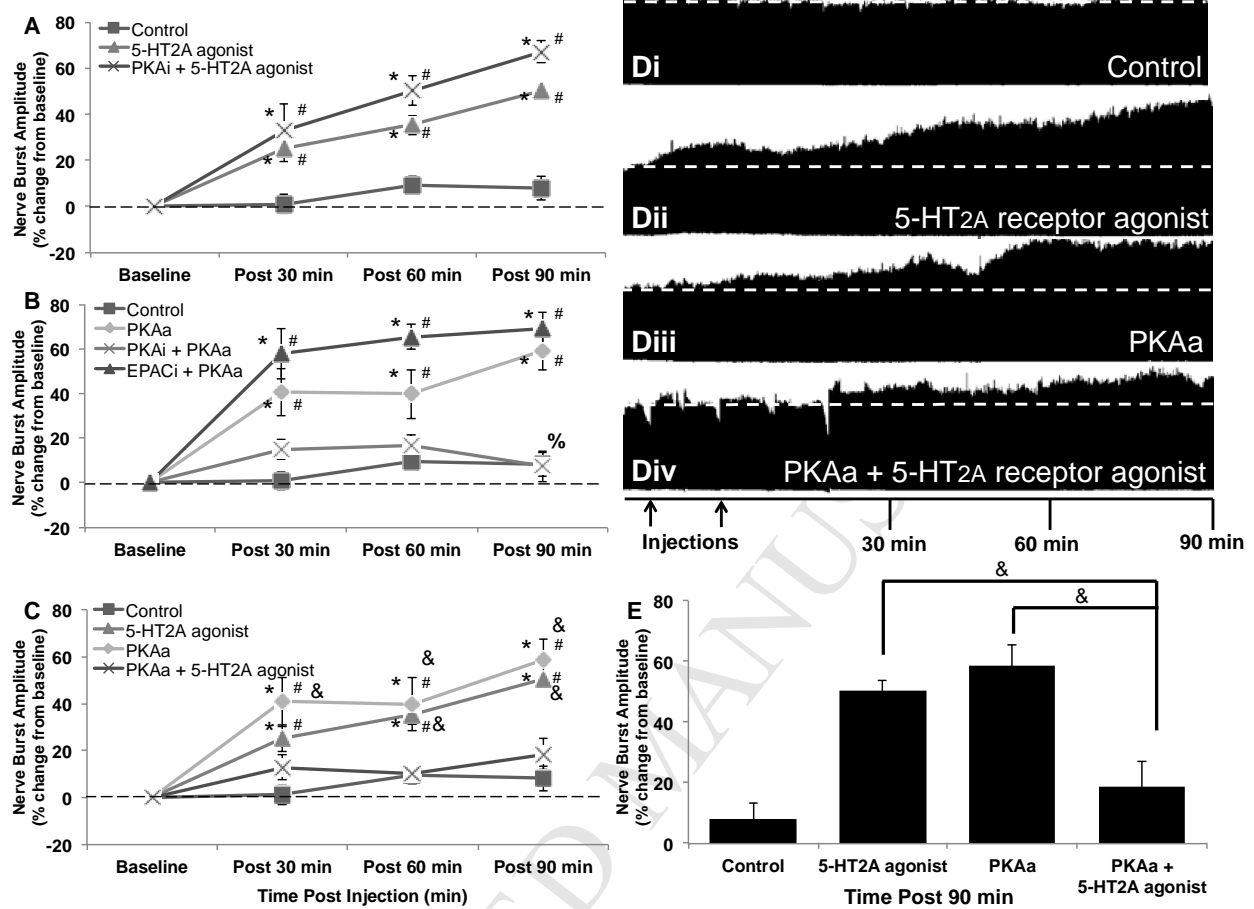 A
80
60
40
20
0
-20
Nerve Burst Amplitude
(% change from baseline)
Control
5-HT2A agonist
PKAi + 5-HT2A agonist
* # * # * #
* # * # * #
Baseline Post 30 min Post 60 min Post 90 min
B
80
60
40
20
0
-20
Nerve Burst Amplitude
(% change from baseline)
Control
PKAa
PKAi + PKAa
EPACi + PKAa
* # * # * #
* # * # * #
%
Baseline Post 30 min Post 60 min Post 90 min
C
80
60
40
20
0
-20
Nerve Burst Amplitude
(% change from baseline)
Control
5-HT2A agonist
PKAa
PKAa + 5-HT2A agonist
* # & * # & * # &
* # * # & * # &
Baseline Post 30 min Post 60 min Post 90 min
Time Post Injection (min)
Di Control
Dii 5-HT2A receptor agonist
Diii PKAa
Div PKAa + 5-HT2A receptor agonist
Injections 30 min 60 min 90 min
E
80
60
40
20
0
Nerve Burst Amplitude
(% change from baseline)
&
&
Control 5-HT2A agonist PKAa PKAa +
5-HT2A agonist
Time Post 90 min
ED MANUS